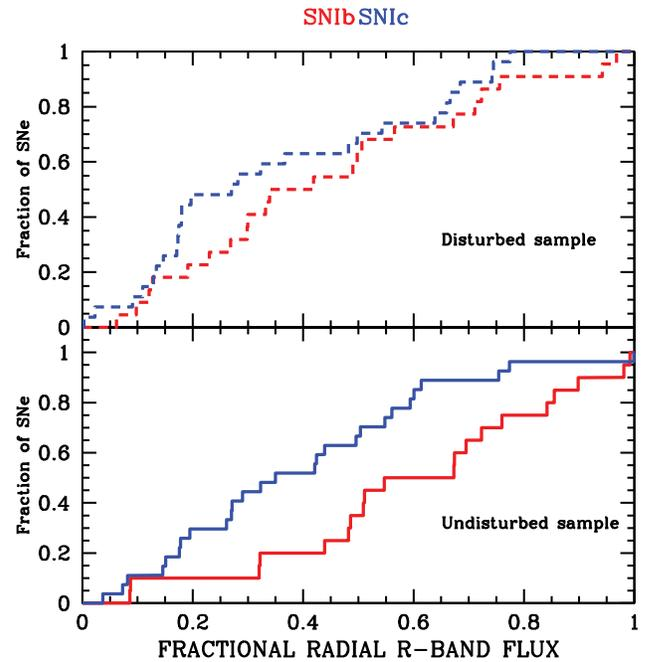 SNIb SNIc
1
0.8
0.6
0.4
0.2
0
Fraction of SNe
Disturbed sample
1
0.8
0.6
0.4
0.2
0
Fraction of SNe
Undisturbed sample
0 0.2 0.4 0.6 0.8 1
FRACTIONAL RADIAL R-BAND FLUX